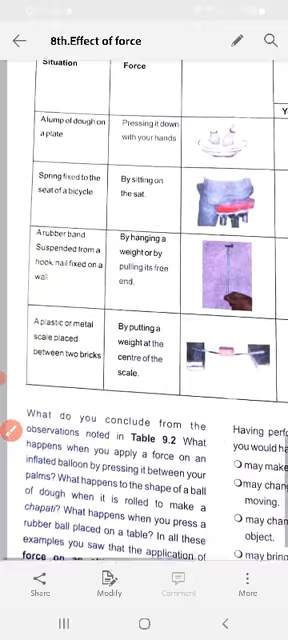 8th.Effect of force
Situation
Force
A lump of dough on
a plate
Pressing it down
with your hands
Spring fixed to the
seat of a bicycle
By sitting on
the sat.
A rubber band
Suspended from a
hook nail fixed on a
wall
By hanging a
weight or by
pulling its free
end.
A plastic or metal
scale placed
between two bricks
By putting a
weight at the
centre of the
scale.
What do you conclude from the
observations noted in Table 9.2 What
happens when you apply a force on an
inflated balloon by pressing it between your
palms? What happens to the shape of a ball
of dough when it is rolled to make a
chapati? What happens when you press a
rubber ball placed on a table? In all these
examples you saw that the application of
force on an
Having perfo
you would ha
may make
may chang
moving.
may chan
object.
may bring
Share
Modify
Comment
More